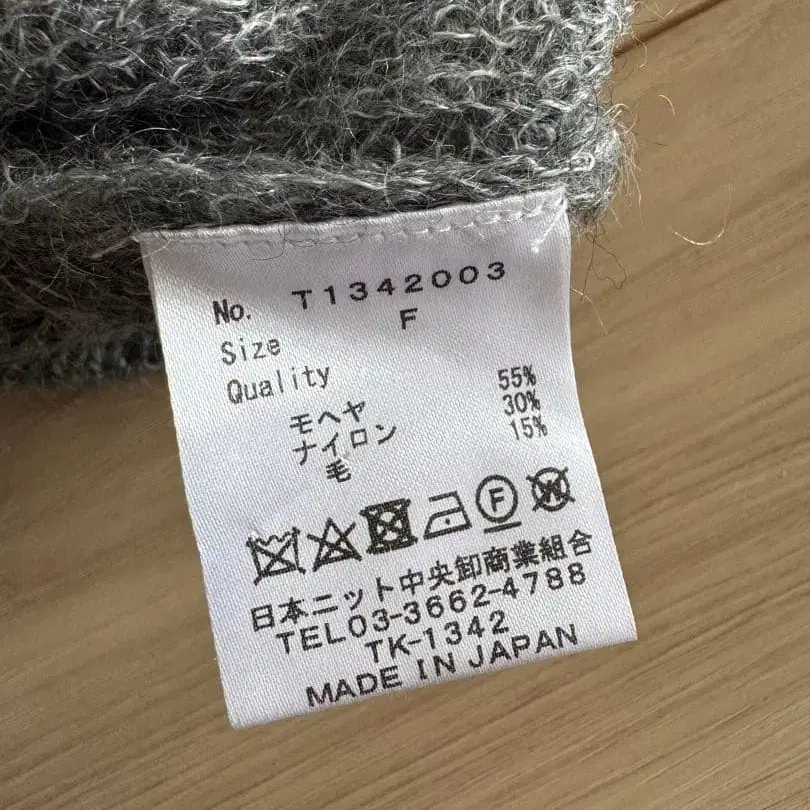 No. T1342003
Size F
Quality
モヘヤ 55%
ナイロン 30%
毛 15%
F W
日本ニット中央卸商業組合
TEL03-3662-4788
TK-1342
MADE IN JAPAN